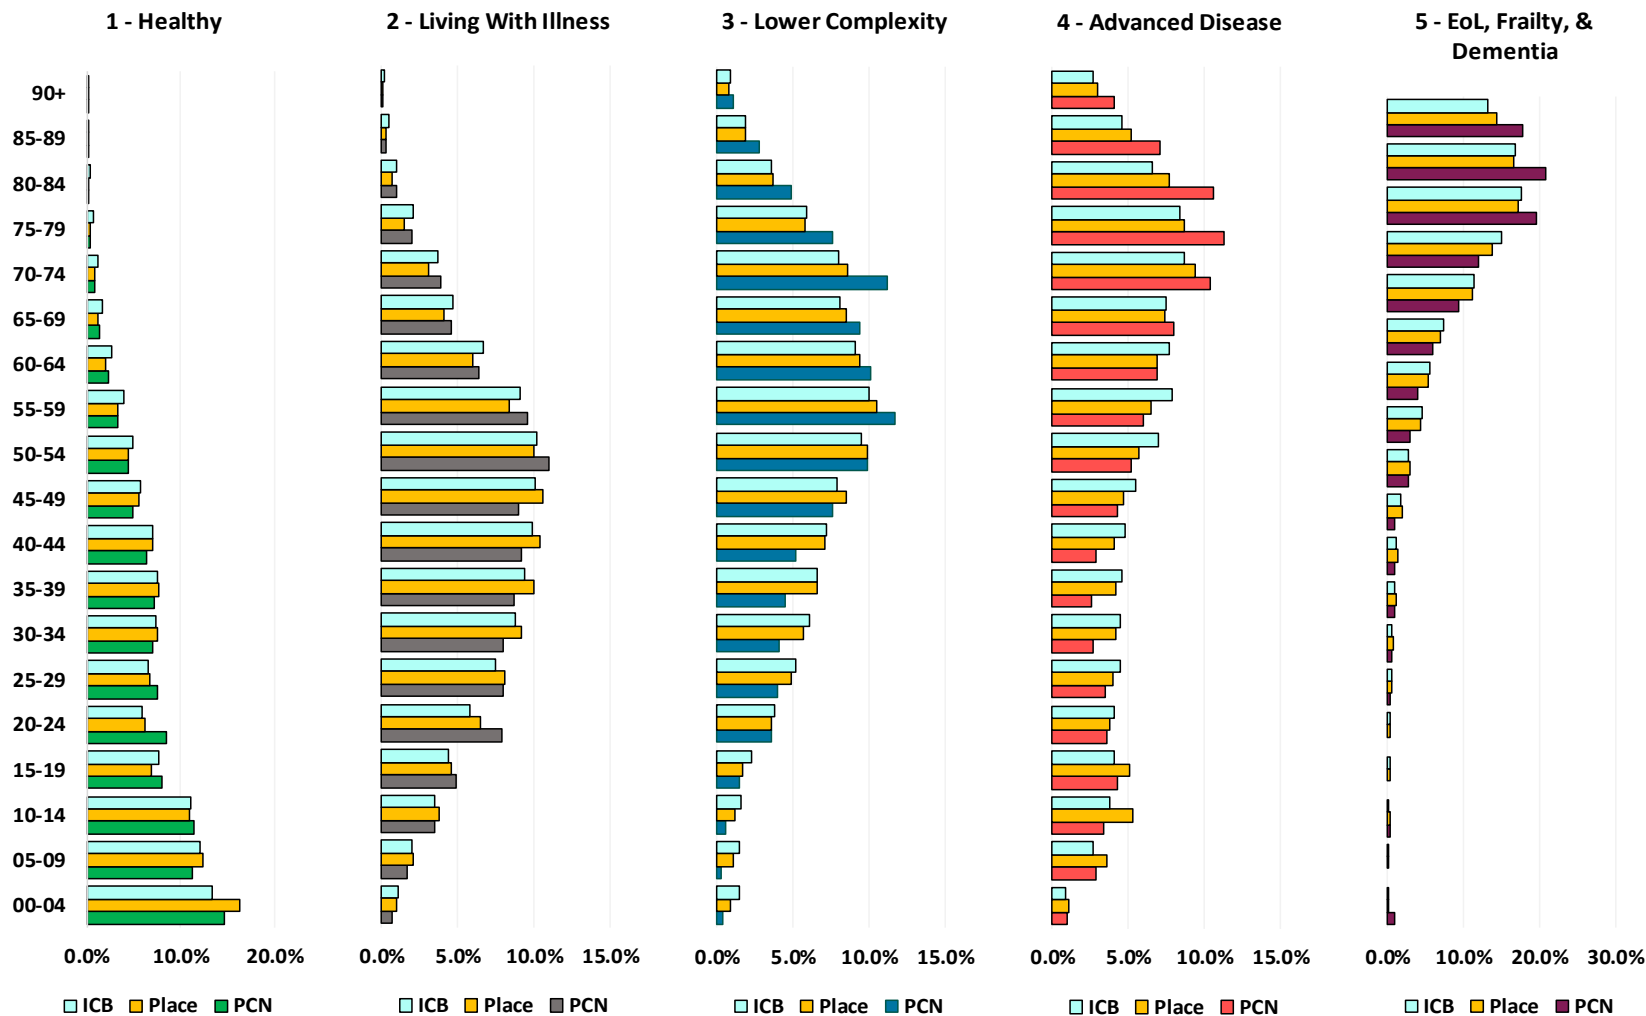 1 - Healthy
2 - Living With Illness
3 - Lower Complexity
4 - Advanced Disease
5 - EoL, Frailty, &
Dementia
90+
85-89
80-84
75-79
70-74
65-69
60-64
55-59
50-54
45-49
40-44
35-39
30-34
25-29
20-24
15-19
10-14
05-09
00-04
0.0% 10.0% 20.0%
0.0% 5.0% 10.0% 15.0%
0.0% 5.0% 10.0% 15.0%
0.0% 5.0% 10.0% 15.0%
0.0% 10.0% 20.0% 30.0%
ICB Place PCN
ICB Place PCN
ICB Place PCN
ICB Place PCN
ICB Place PCN